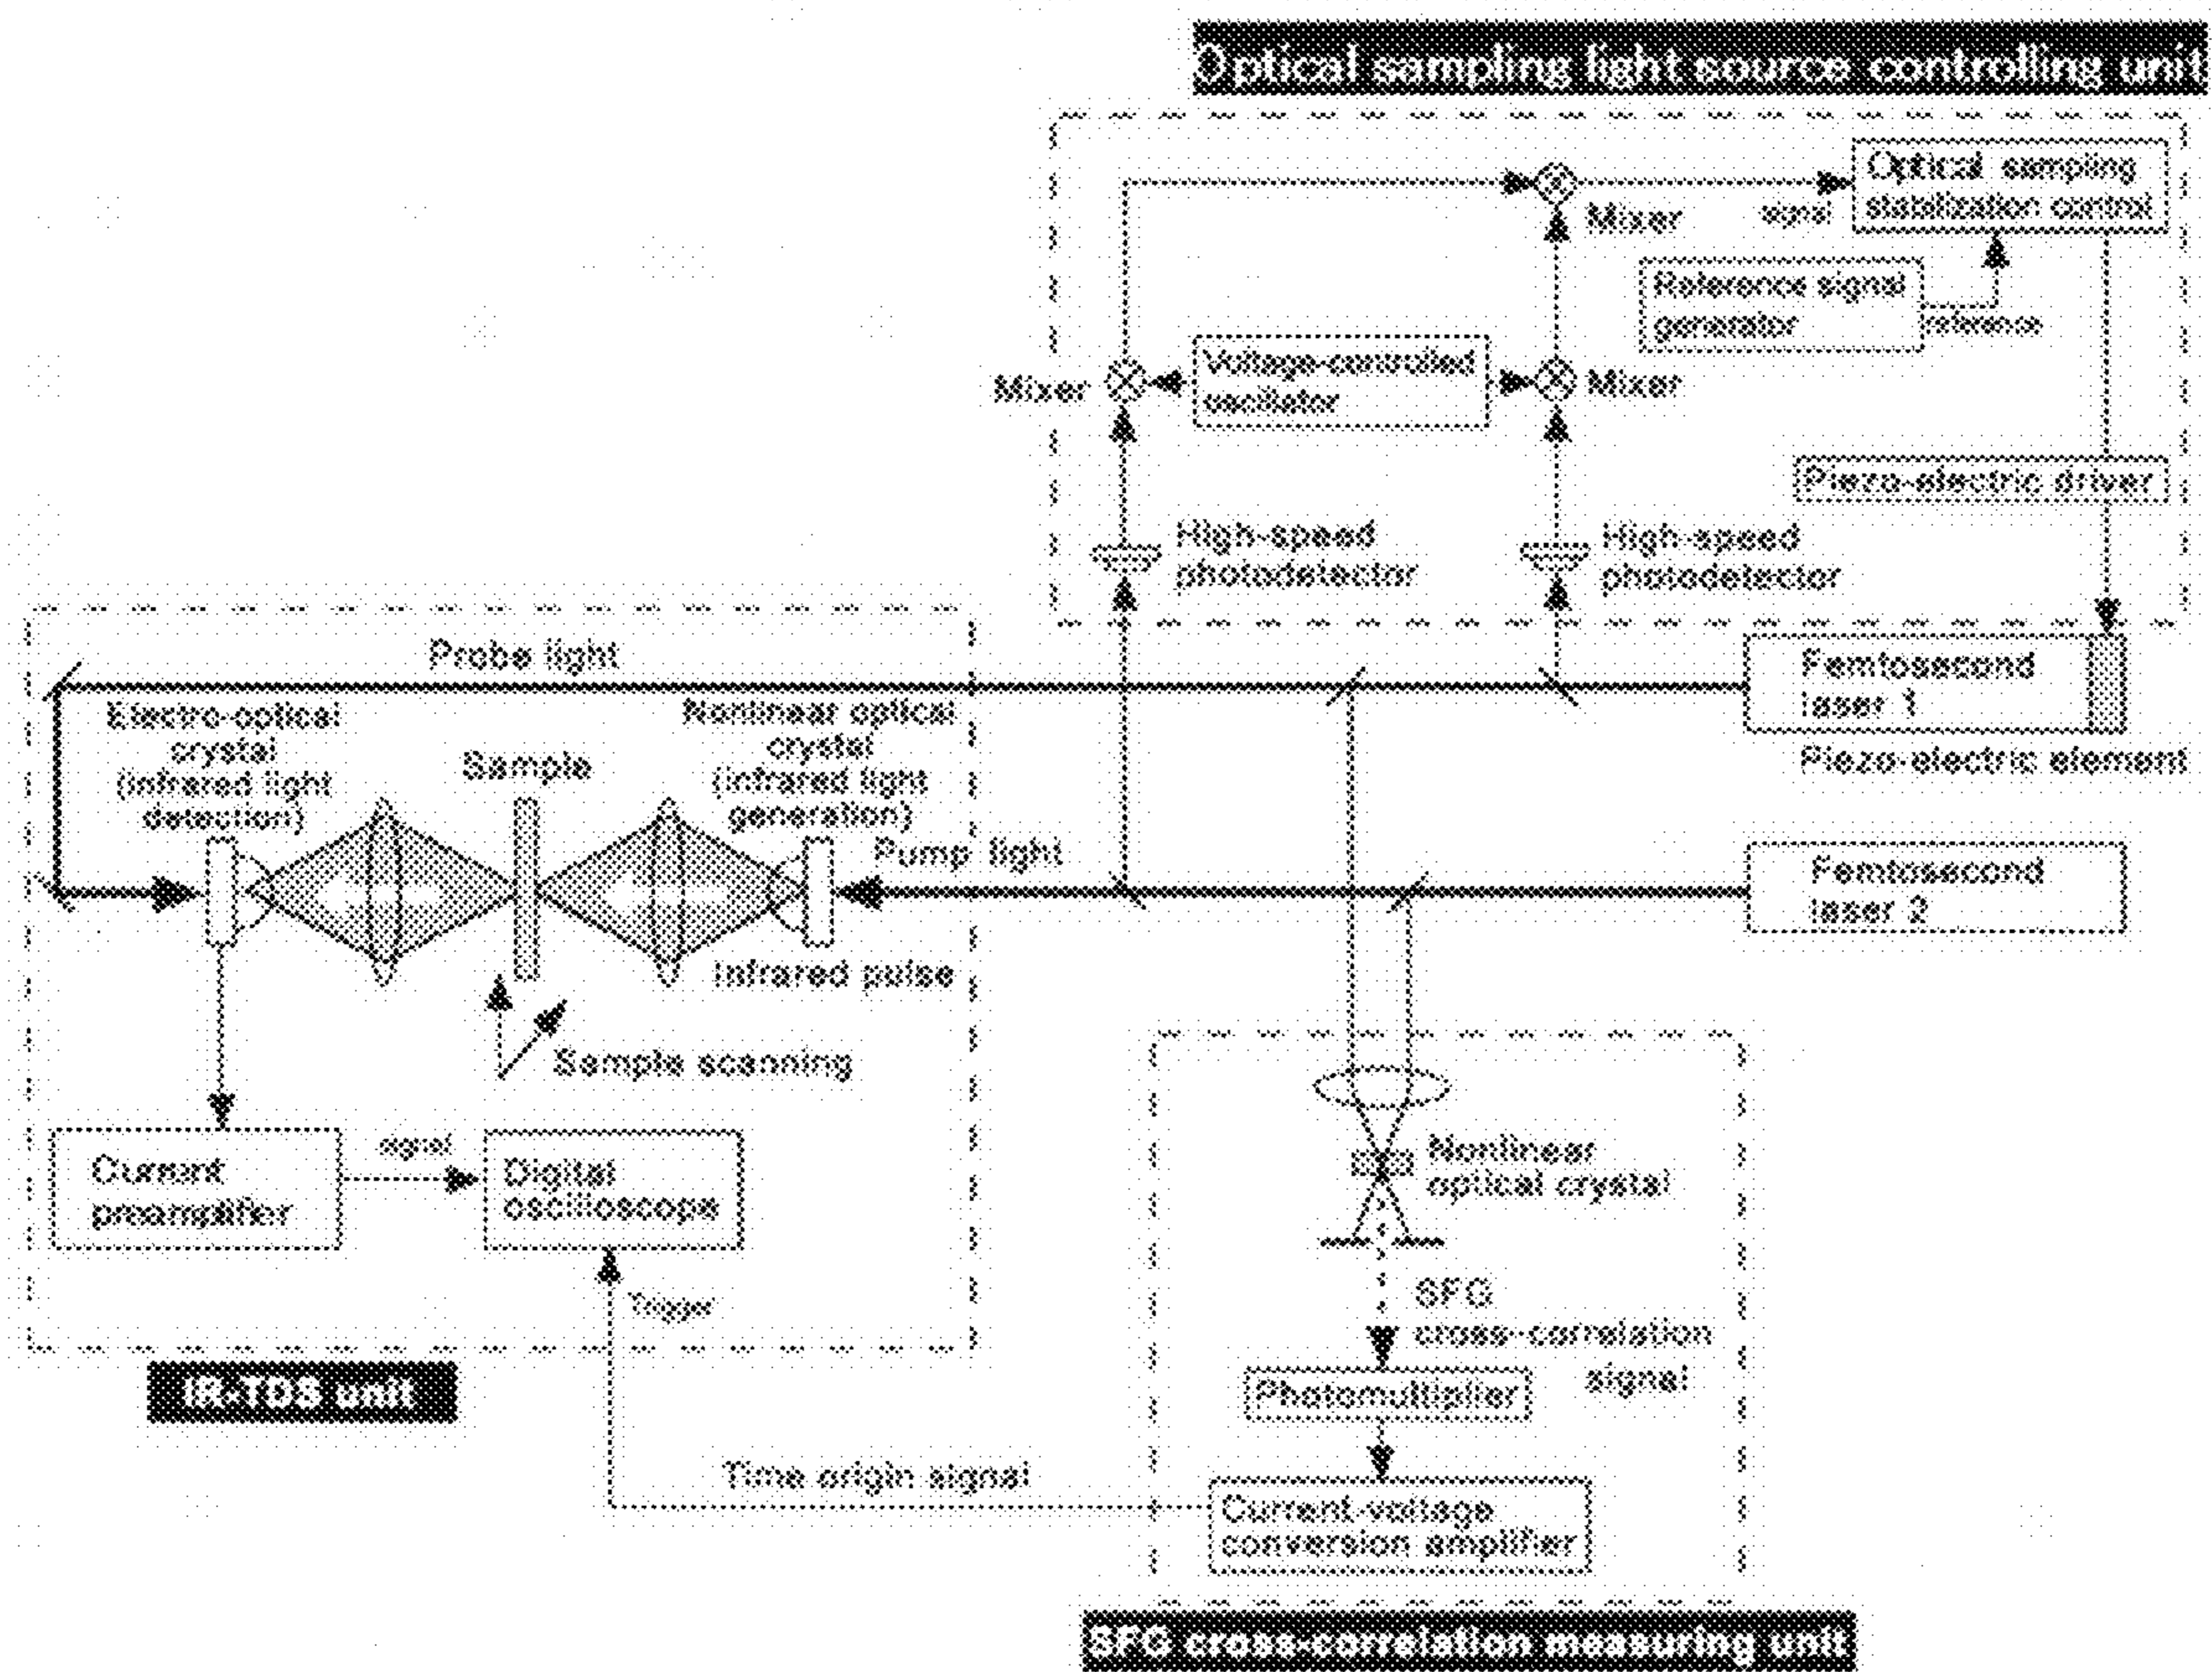 Optical sampling light source controlling unit
Optical sampling
stabilization control
Mixer
signal
Reference signal
generator
reference
Mixer
Voltage-controlled
oscillator
Mixer
Piezo-electric driver
High-speed
photodetector
High-speed
photodetector
Probe light
Femtosecond
laser 1
Piezo-electric element
Electro-optical
crystal
(infrared light
detection)
Sample
Nonlinear optical
crystal
(infrared light
generation)
Pump light
Femtosecond
laser 2
Infrared pulse
Sample scanning
Current
preamplifier
signal
Digital
oscilloscope
Trigger
Nonlinear
optical crystal
SFG
cross-correlation
signal
Photomultiplier
IR-TDS unit
Time origin signal
Current-voltage
conversion amplifier
SFG cross-correlation measuring unit